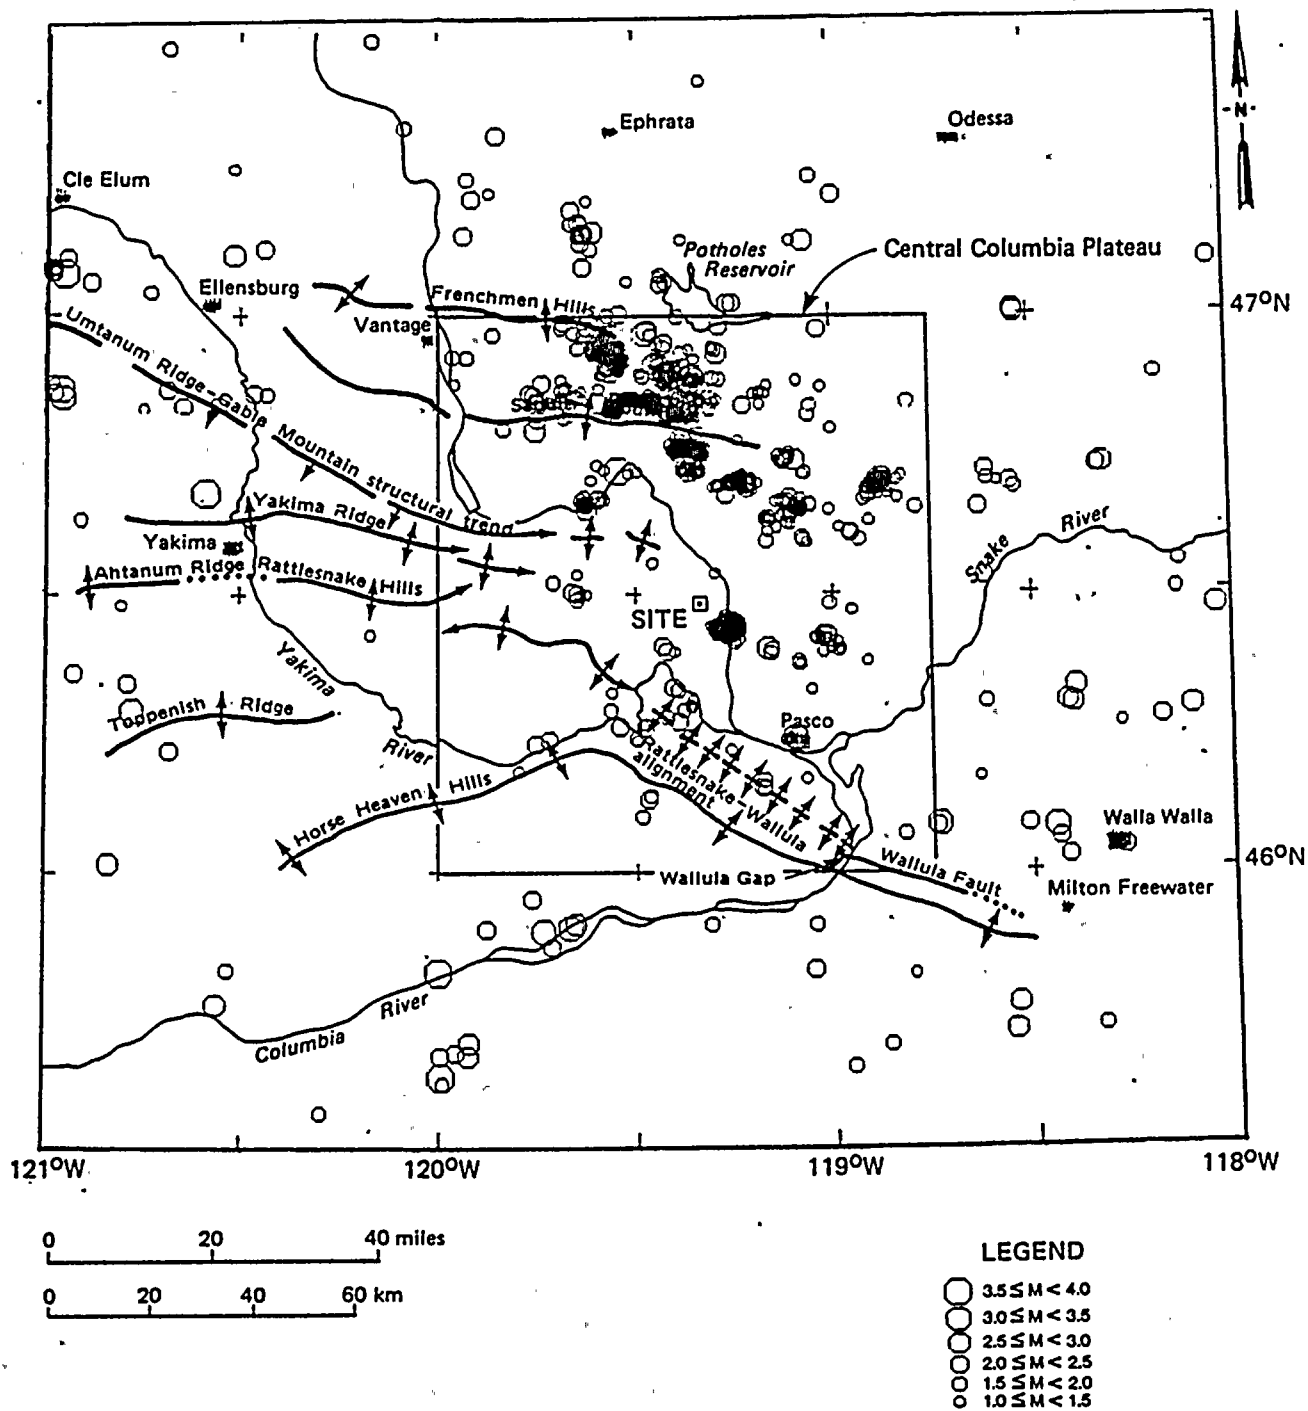 N
Ephrata
Odessa
Cle Elum
Potholes
Reservoir
Central Columbia Plateau
Ellensburg
Frenchmen Hills
47°N
Vantage
Umtanum Ridge-Gable Mountain structural trend
Yakima Ridge
Snake River
Yakima
Ahtanum Ridge Rattlesnake Hills
SITE
Yakima
River
Toppenish Ridge
Pasco
Rattlesnake-Wallula
alignment
Horse Heaven Hills
Walla Walla
Wallula Fault
46°N
Wallula Gap
Milton Freewater
Columbia River
121°W
120°W
119°W
118°W
0 20 40 miles
0 20 40 60 km
LEGEND
3.5 ≤ M < 4.0
3.0 ≤ M < 3.5
2.5 ≤ M < 3.0
2.0 ≤ M < 2.5
1.5 ≤ M < 2.0
1.0 ≤ M < 1.5